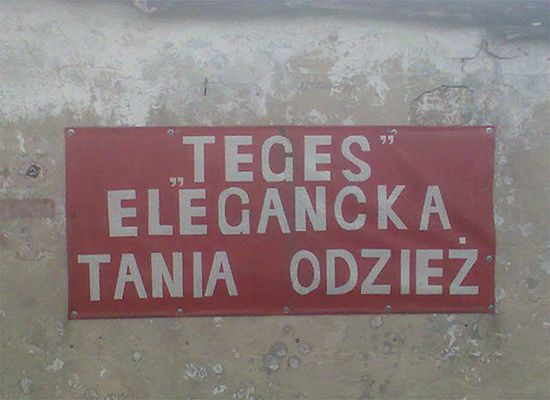 „TEGES”
ELEGANCKA
TANIA ODZIEŻ